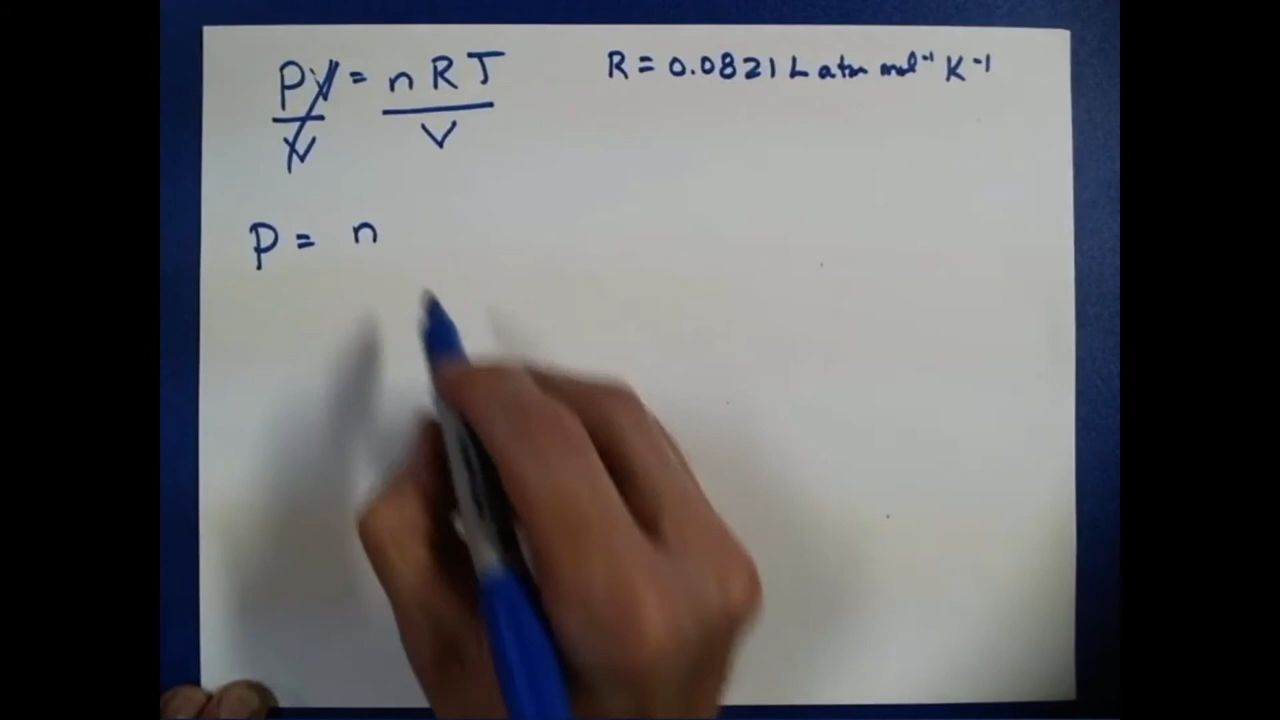 PV = nRT
V V
R = 0.0821 L atm mol⁻¹ K⁻¹
P = n